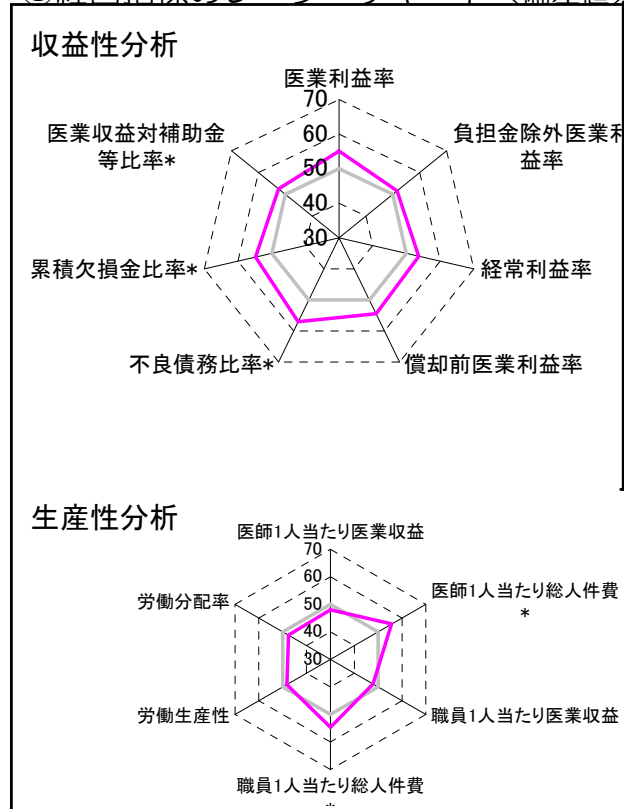 収益性分析
医業利益率
70
60
50
40
30
負担金除外医業利
益率
経常利益率
償却前医業利益率
不良債務比率*
累積欠損金比率*
医業収益対補助金
等比率*
生産性分析
医師1人当たり医業収益
70
60
50
40
30
医師1人当たり総人件費
*
職員1人当たり医業収益
職員1人当たり総人件費
*
労働生産性
労働分配率